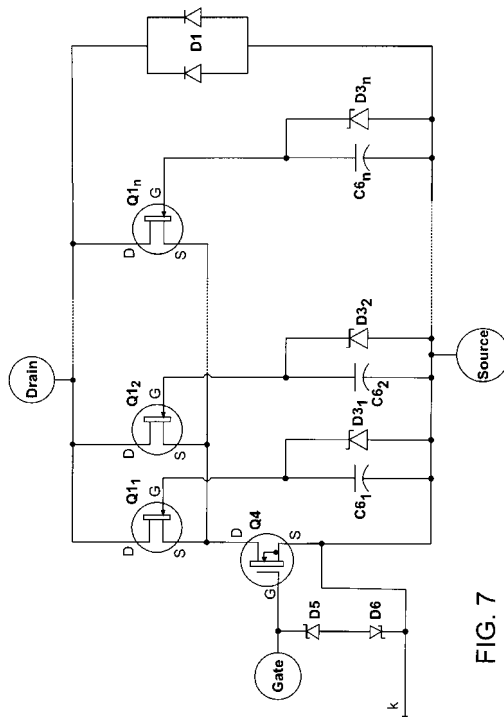 Drain
D1
Q1₁
D
G
S
Q1₂
D
G
S
Q1ₙ
D
G
S
Q4
D
G
S
Gate
D5
D6
k
C6₁
D3₁
C6₂
D3₂
C6ₙ
D3ₙ
Source
FIG. 7